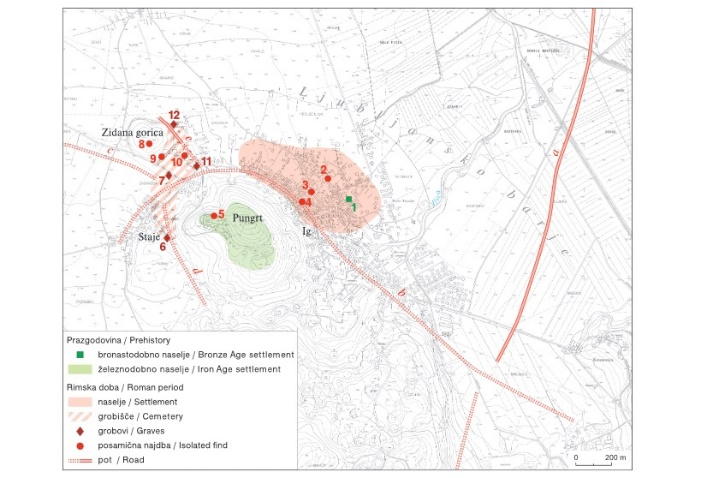 Ljubljansko barje
a
12
Zidana gorica
8
e
c
9
10
11
7
2
3
4
1
5
Pungrt
Ig
Staje
6
d
b
Prazgodovina / Prehistory
bronastodobno naselje / Bronze Age settlement
železnodobno naselje / Iron Age settlement
Rimska doba / Roman period
naselje / Settlement
grobišče / Cemetery
grobovi / Graves
posamična najdba / Isolated find
pot / Road
0 200 m